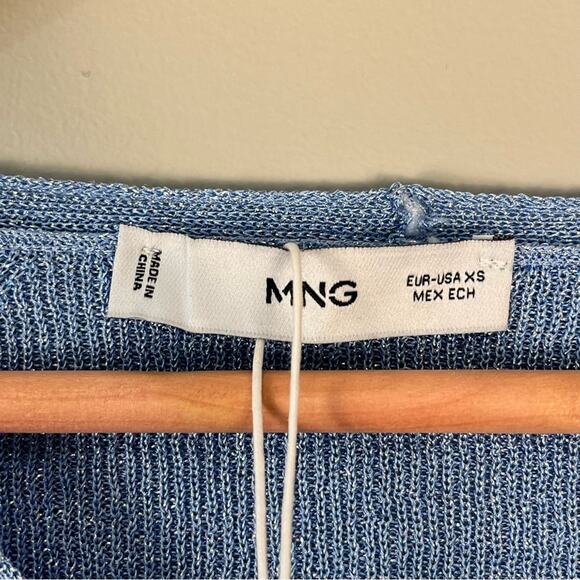 MADE IN
CHINA
MNG
EUR-USA XS
MEX ECH